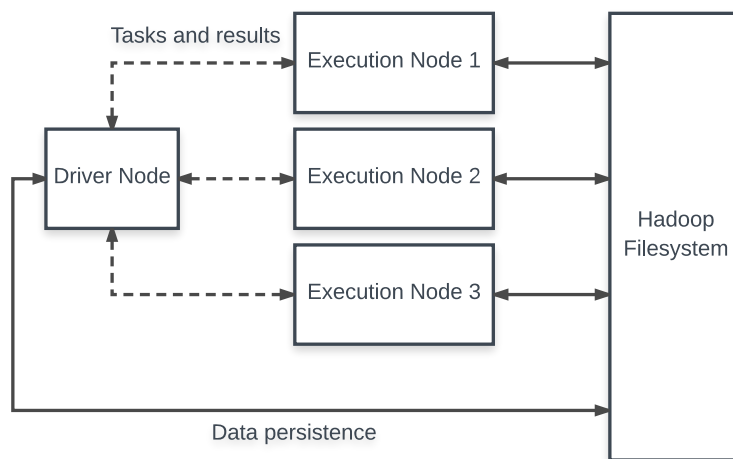 Tasks and results
Execution Node 1
Driver Node
Execution Node 2
Hadoop
Filesystem
Execution Node 3
Data persistence